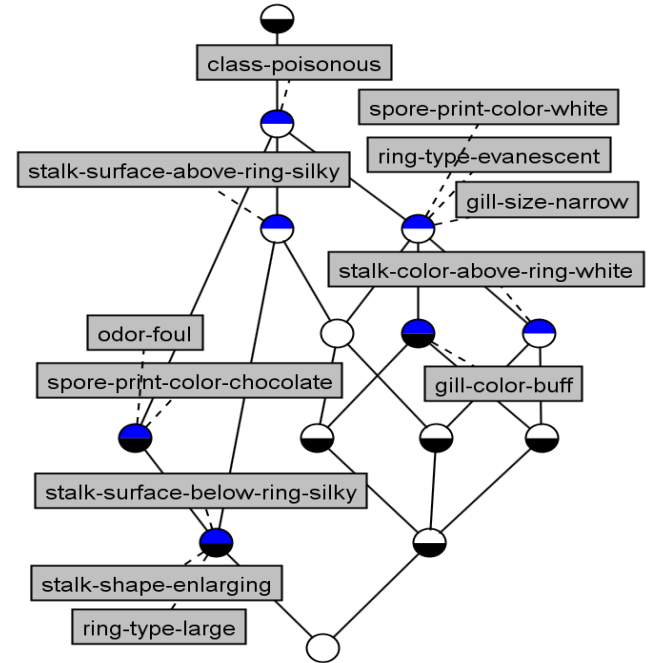 class-poisonous
spore-print-color-white
ring-type-evanescent
stalk-surface-above-ring-silky
gill-size-narrow
stalk-color-above-ring-white
odor-foul
spore-print-color-chocolate
gill-color-buff
stalk-surface-below-ring-silky
stalk-shape-enlarging
ring-type-large